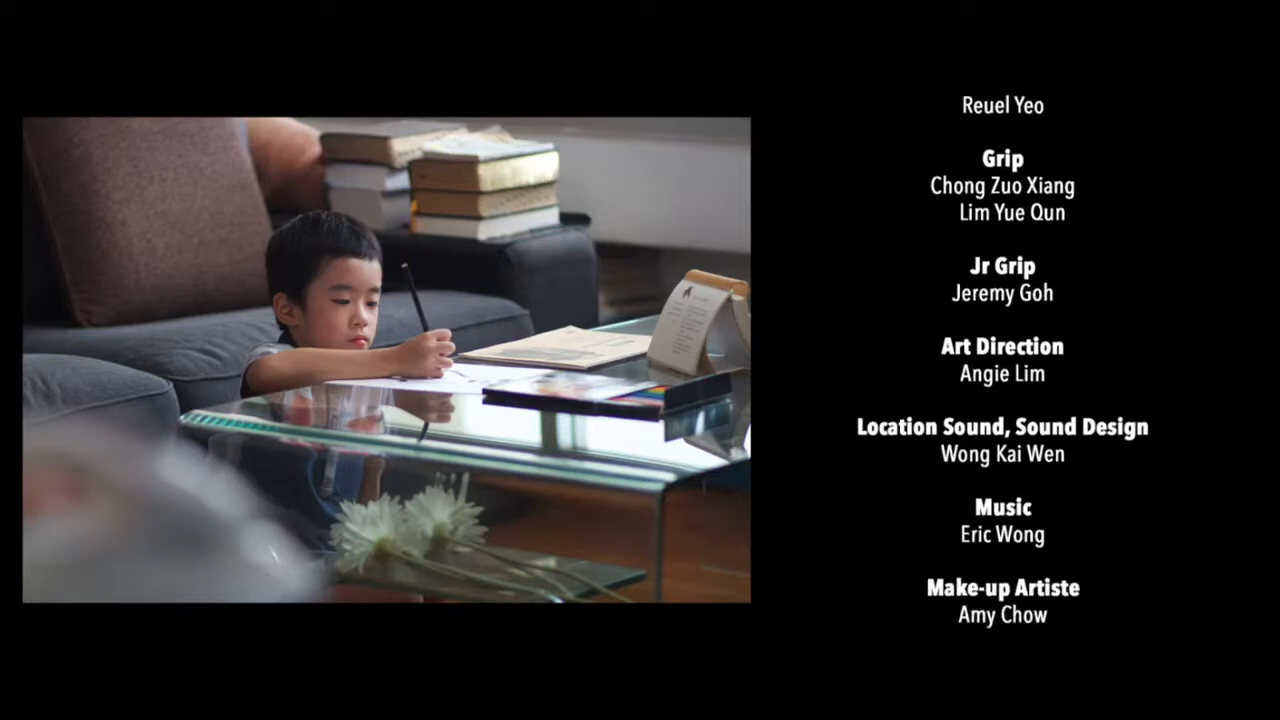 Reuel Yeo
Grip
Chong Zuo Xiang
Lim Yue Qun
Jr Grip
Jeremy Goh
Art Direction
Angie Lim
Location Sound, Sound Design
Wong Kai Wen
Music
Eric Wong
Make-up Artiste
Amy Chow